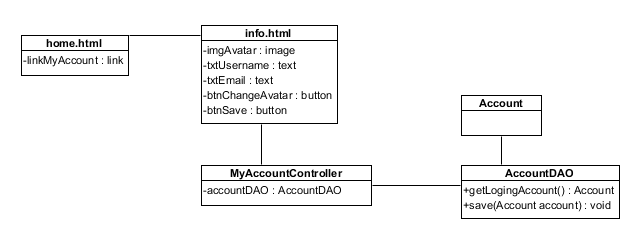 home.html
-linkMyAccount : link
info.html
-imgAvatar : image
-txtUsername : text
-txtEmail : text
-btnChangeAvatar : button
-btnSave : button
Account
MyAccountController
-accountDAO : AccountDAO
AccountDAO
+getLogingAccount() : Account
+save(Account account) : void